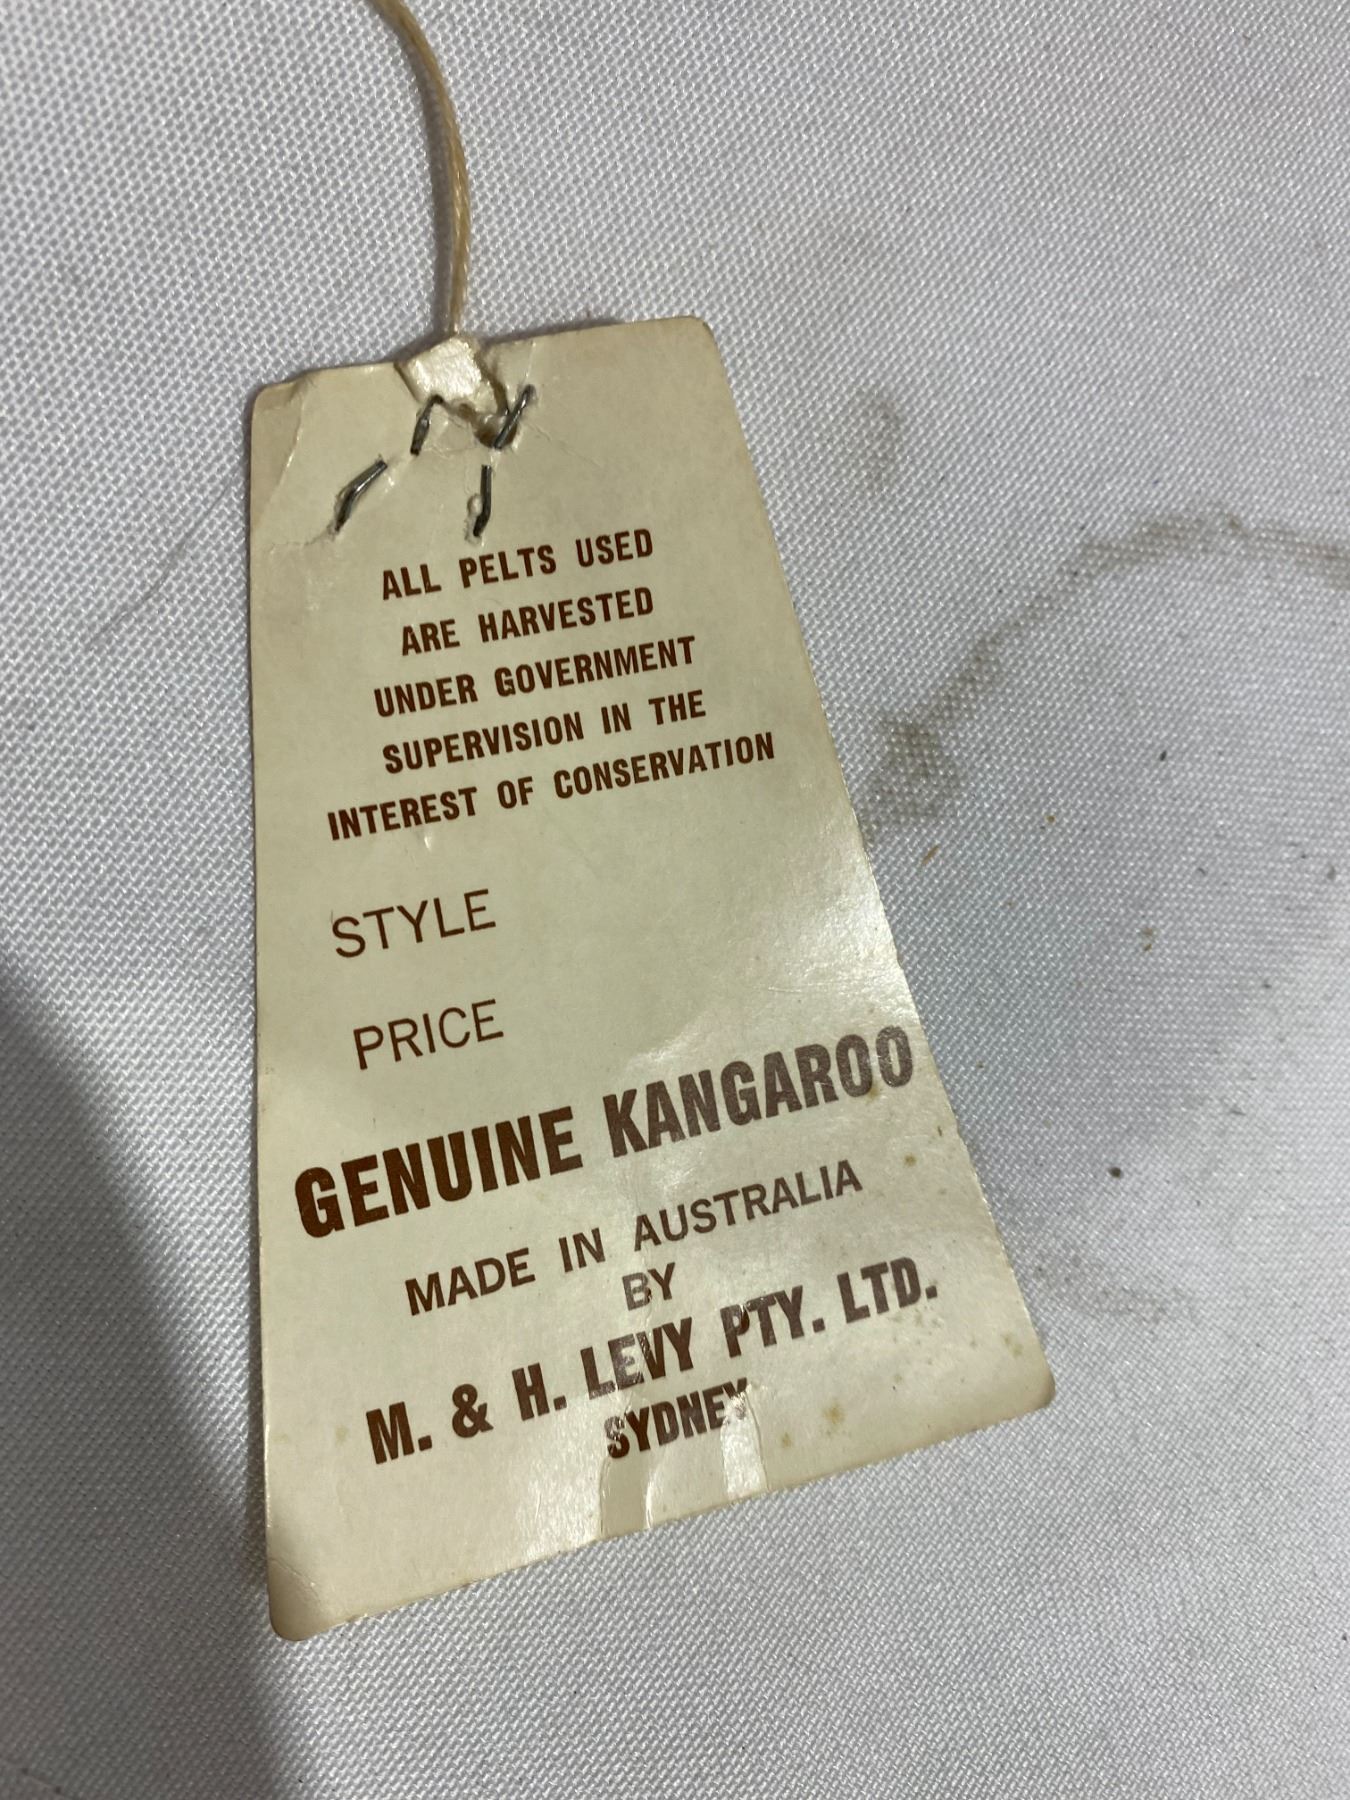 ALL PELTS USED
ARE HARVESTED
UNDER GOVERNMENT
SUPERVISION IN THE
INTEREST OF CONSERVATION
STYLE
PRICE
GENUINE KANGAROO
MADE IN AUSTRALIA
BY
M. & H. LEVY PTY. LTD.
SYDNEY